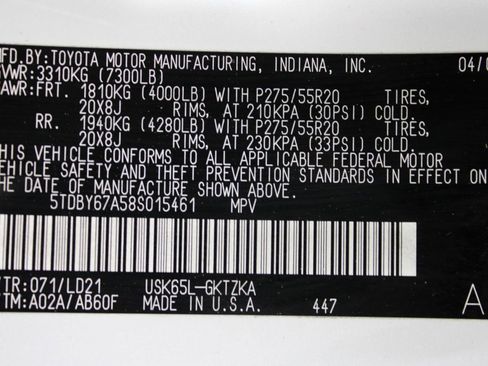 MFD.BY:TOYOTA MOTOR MANUFACTURING, INDIANA, INC. 04/0
GVWR:3310KG (7300LB)
GAWR:FRT. 1810KG (4000LB) WITH P275/55R20 TIRES,
20X8J RIMS, AT 210KPA (30PSI) COLD.
RR. 1940KG (4280LB) WITH P275/55R20 TIRES,
20X8J RIMS, AT 230KPA (33PSI) COLD.
THIS VEHICLE CONFORMS TO ALL APPLICABLE FEDERAL MOTOR
VEHICLE SAFETY AND THEFT PREVENTION STANDARDS IN EFFECT ON
THE DATE OF MANUFACTURE SHOWN ABOVE.
5TDBY67A58S015461 MPV
/TR:071/LD21 USK65L-GKTZKA A
/TM:A02A/AB60F MADE IN U.S.A. 447